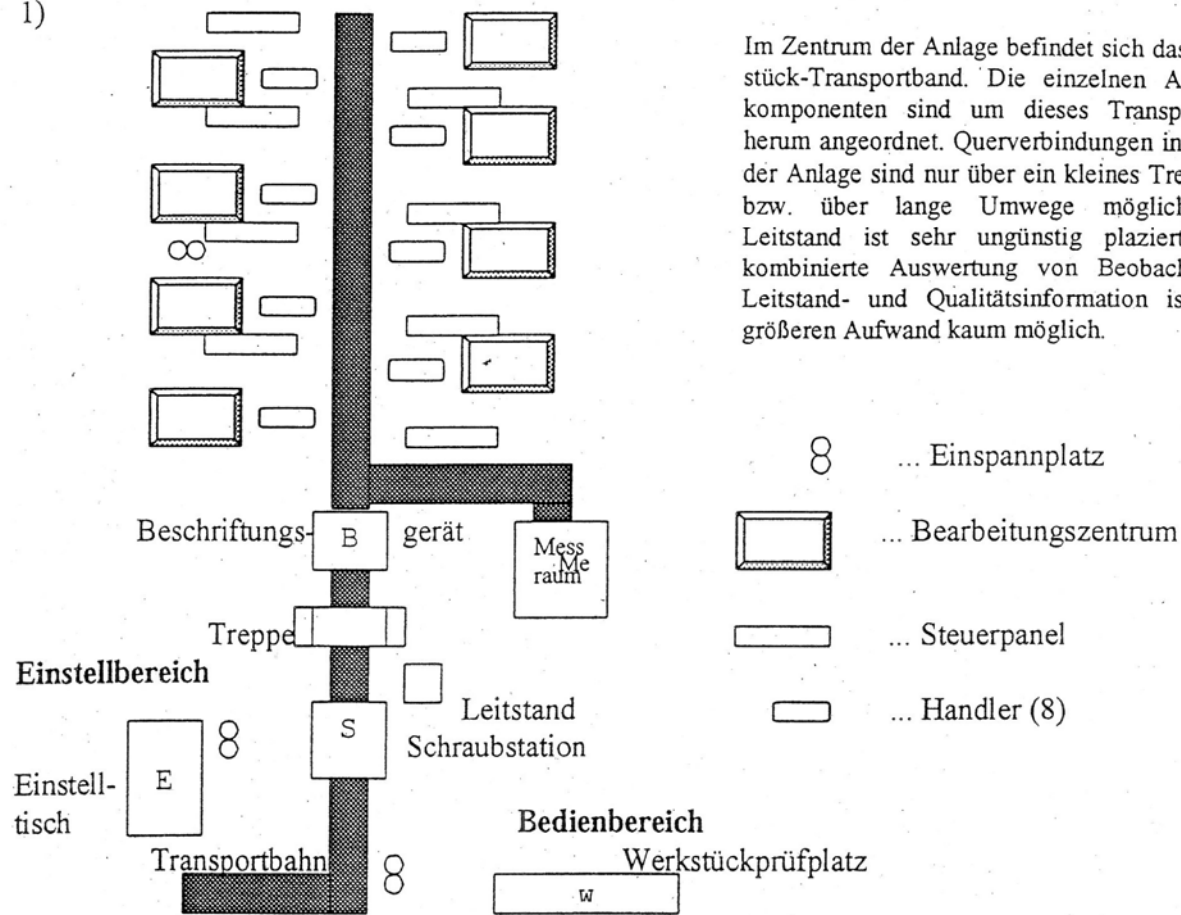 1)
Im Zentrum der Anlage befindet sich das
stück-Transportband. Die einzelnen A
komponenten sind um dieses Transp
herum angeordnet. Querverbindungen in
der Anlage sind nur über ein kleines Tre
bzw. über lange Umwege möglich
Leitstand ist sehr ungünstig plaziert
kombinierte Auswertung von Beobach
Leitstand- und Qualitätsinformation is
größeren Aufwand kaum möglich.
... Einspannplatz
... Bearbeitungszentrum
... Steuerpanel
... Handler (8)
Beschriftungs- B gerät
Mess
Me
raum
Treppe
Einstellbereich
Leitstand
S
Schraubstation
Einstell-
tisch
E
Bedienbereich
Transportbahn
Werkstückprüfplatz
W